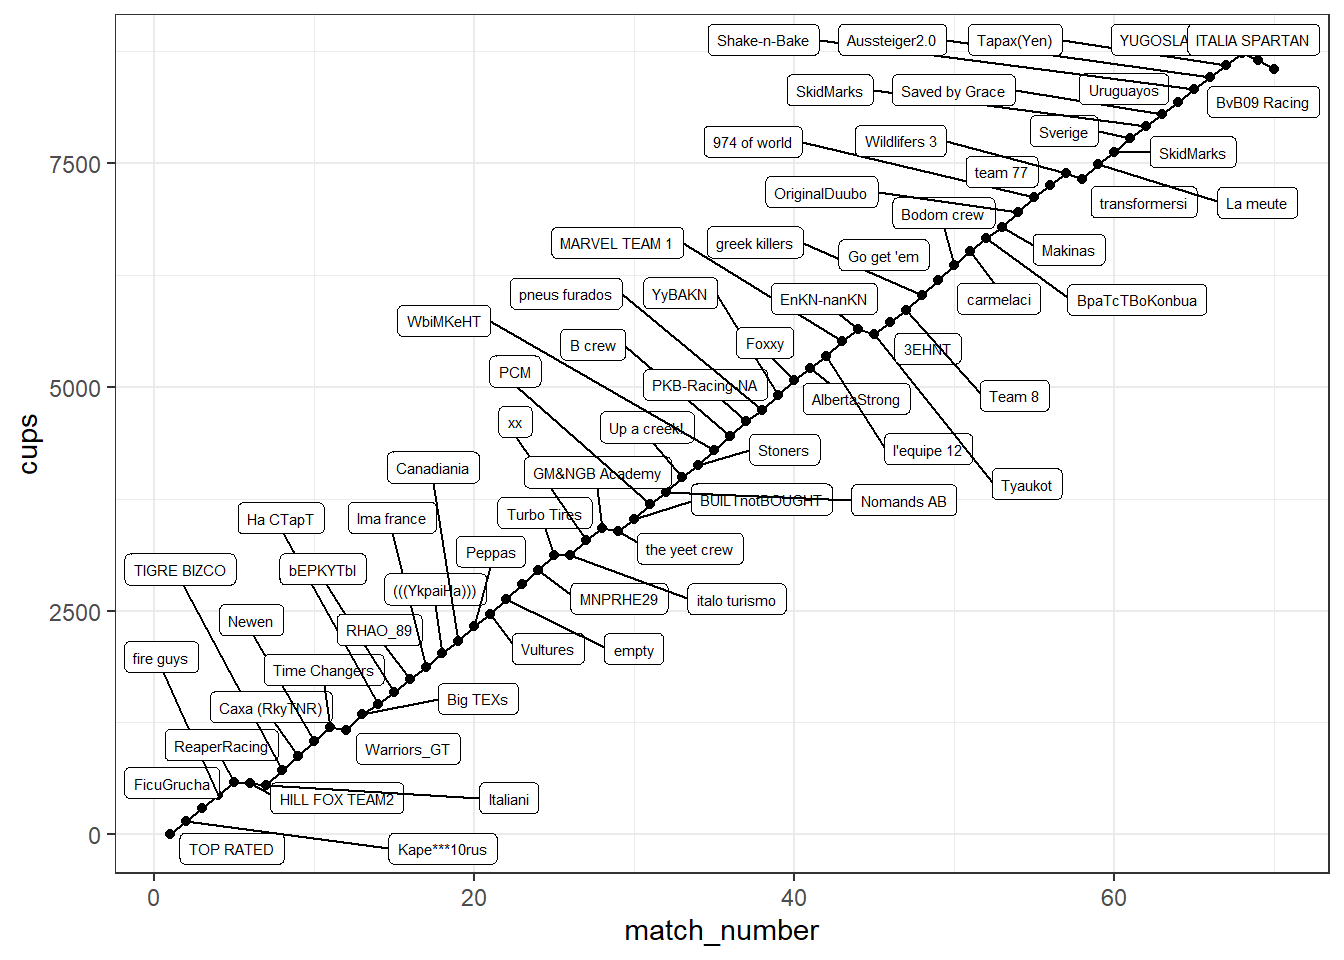 Shake-n-Bake
Aussteiger2.0
Tapax(Yen)
YUGOSLA
ITALIA SPARTAN
SkidMarks
Saved by Grace
Uruguayos
BvB09 Racing
974 of world
Wildlifers 3
Sverige
SkidMarks
team 77
OriginalDuubo
transformersi
La meute
Bodom crew
MARVEL TEAM 1
greek killers
Go get 'em
Makinas
pneus furados
YyBAKN
EnKN-nanKN
carmelaci
BpaTcTBoKonbua
WbiMKeHT
B crew
Foxxy
3EHNT
PCM
PKB-Racing-NA
AlbertaStrong
Team 8
xx
Up a creek!
Stoners
l'equipe 12
Canadiania
GM&NGB Academy
Tyaukot
BUILTnotBOUGHT
Nomands AB
Ha CTapT
Ima france
Turbo Tires
the yeet crew
TIGRE BIZCO
bEPKYTbI
Peppas
(((YkpaiHa)))
MNPRHE29
italo turismo
Newen
RHAO_89
Vultures
empty
fire guys
Time Changers
Caxa (RkyTNR)
Big TEXs
ReaperRacing
Warriors_GT
FicuGrucha
HILL FOX TEAM2
Italiani
TOP RATED
Kape***10rus
7500
5000
2500
0
cups
0
20
40
60
match_number